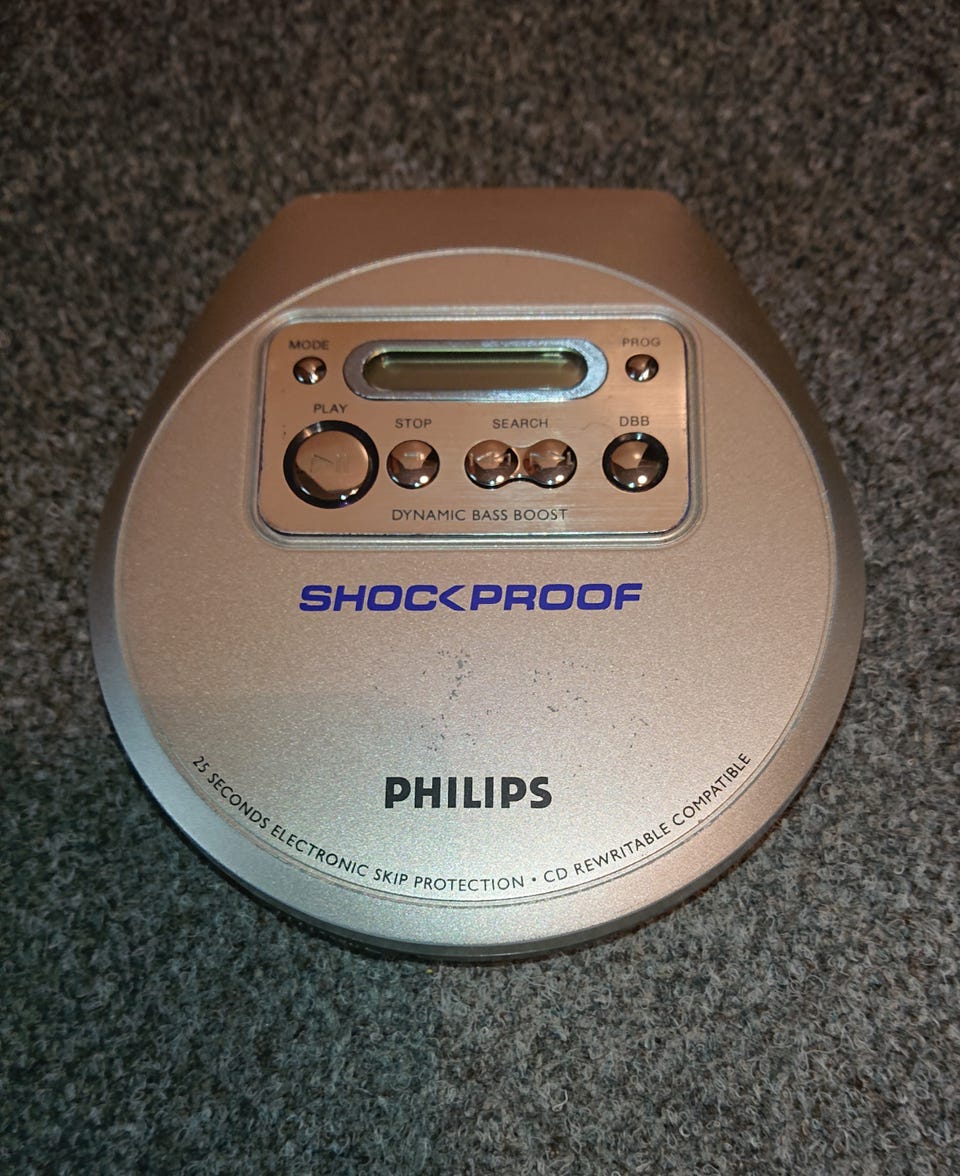 MODE
PROG
PLAY
STOP
SEARCH
DBB
DYNAMIC BASS BOOST
SHOCKPROOF
PHILIPS
25 SECONDS ELECTRONIC SKIP PROTECTION • CD REWRITABLE COMPATIBLE